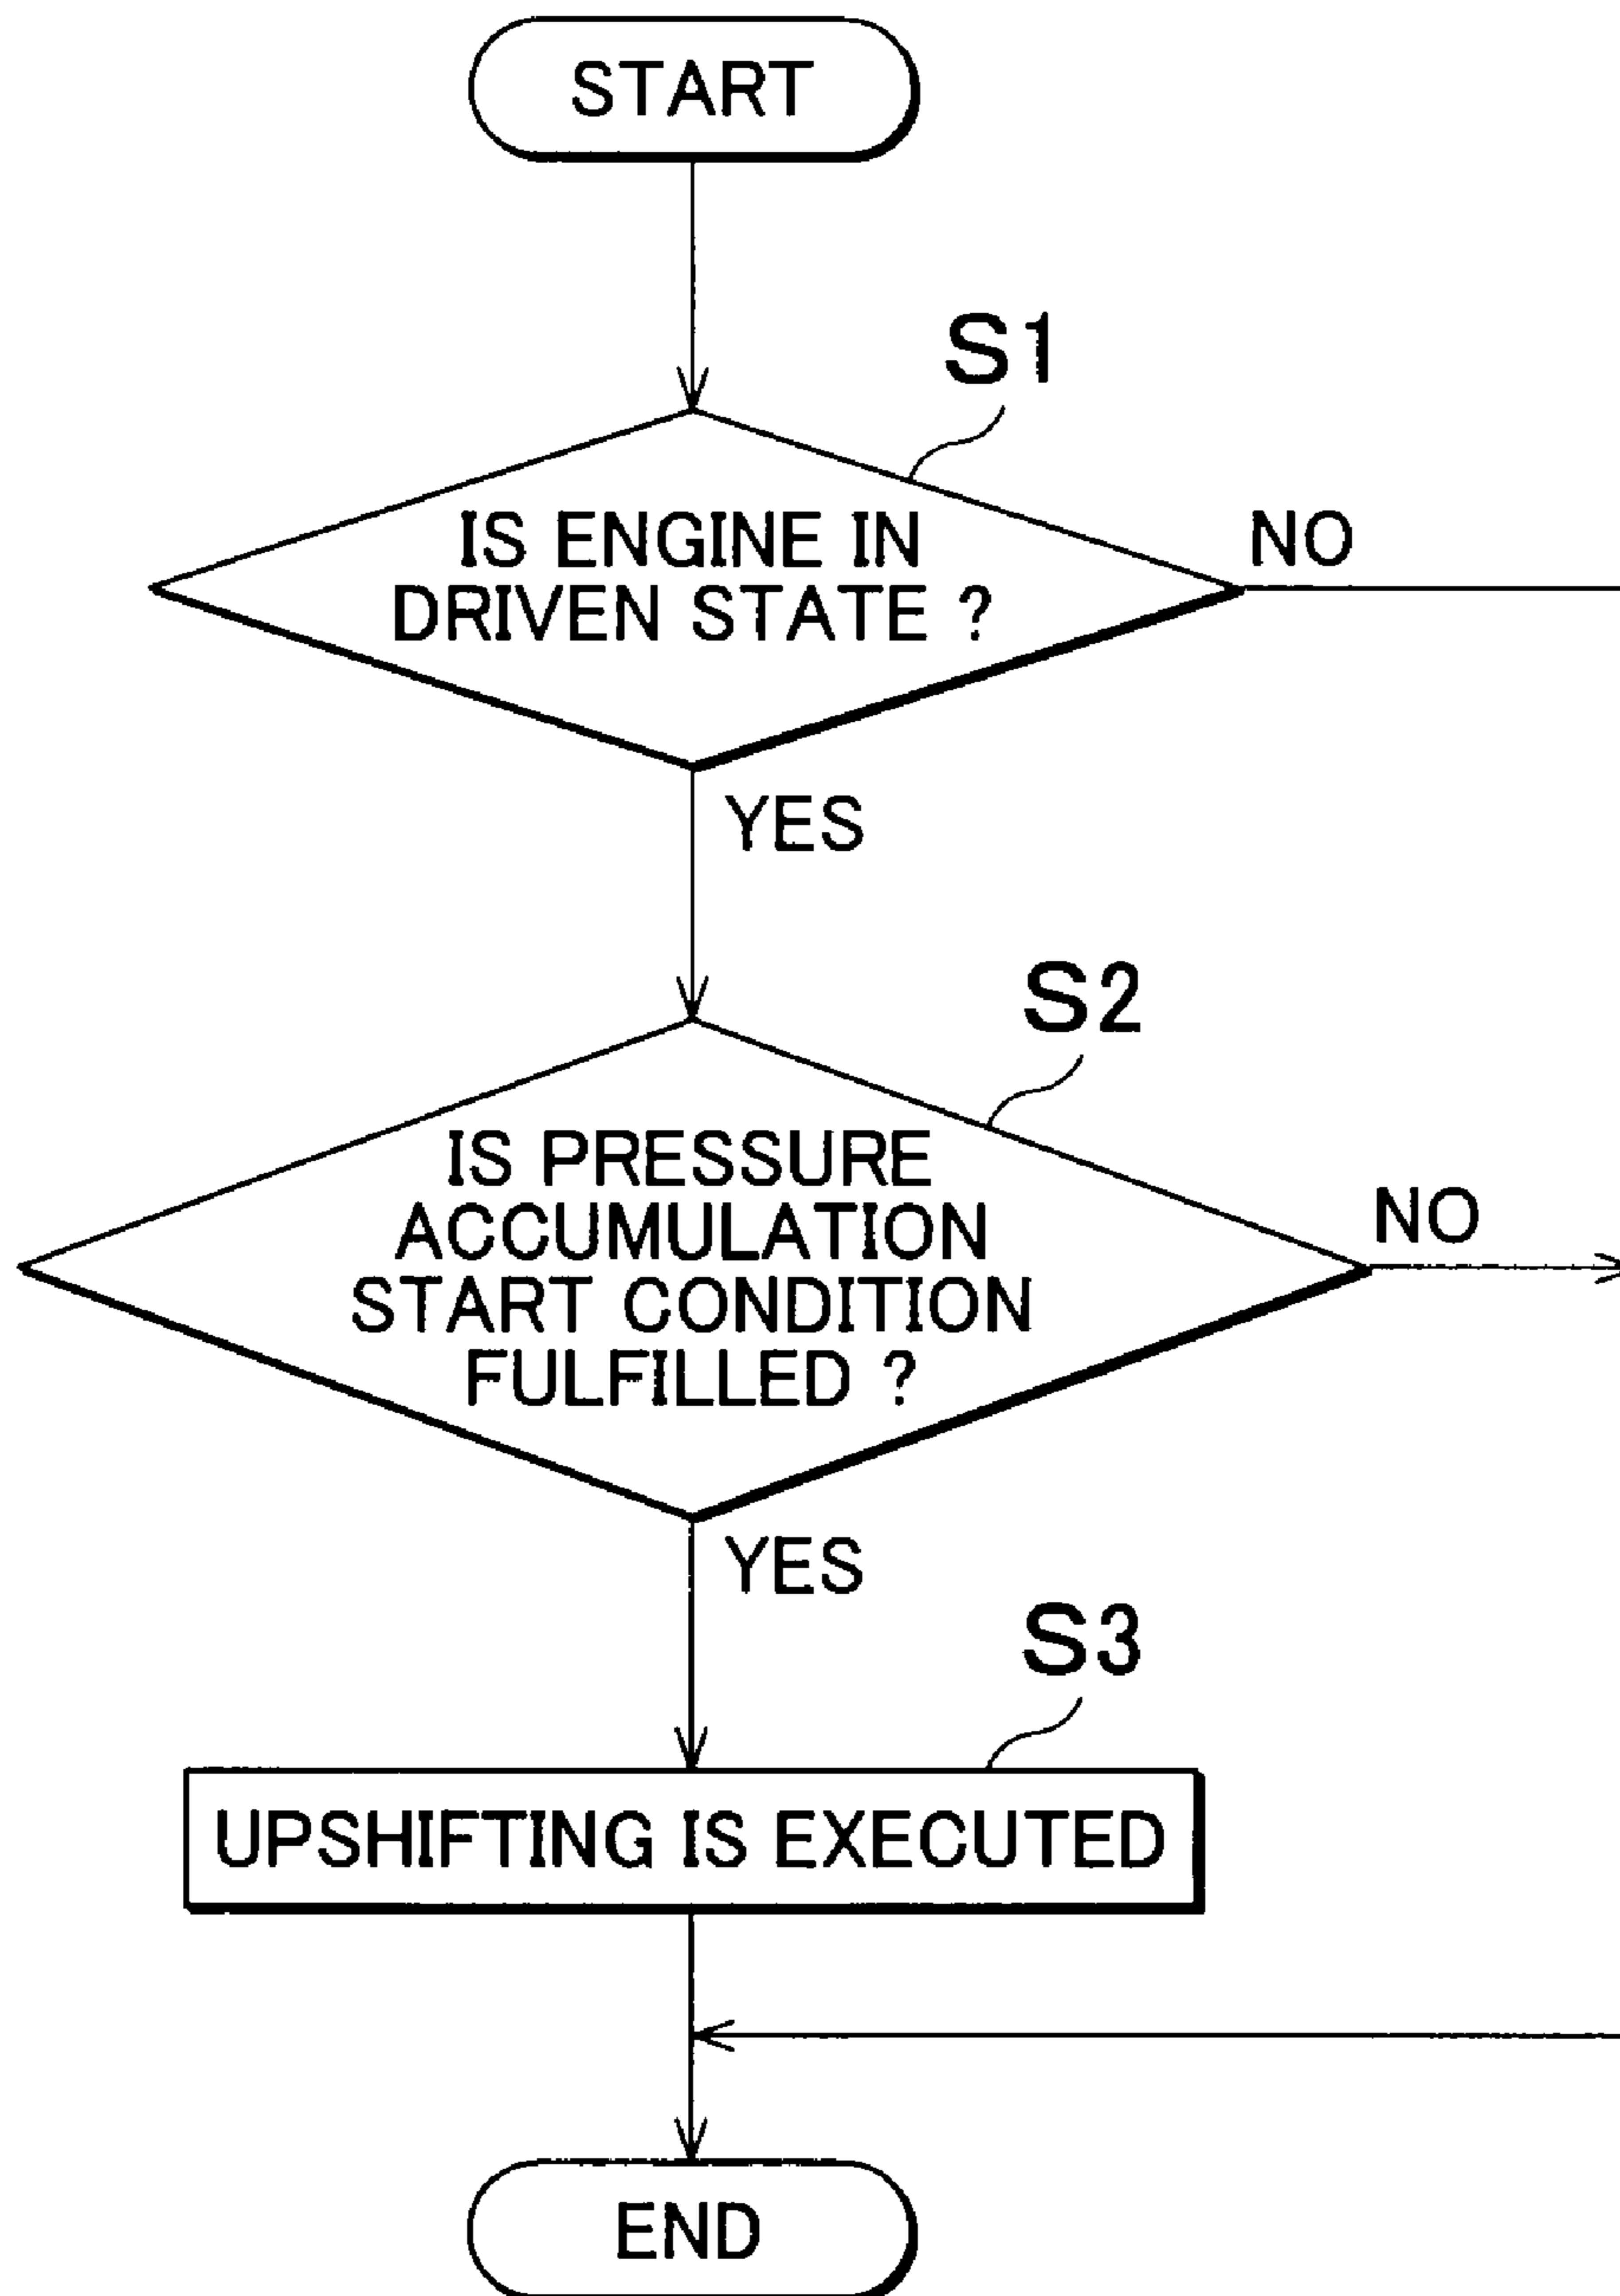 START
S1
IS ENGINE IN
DRIVEN STATE ?
NO
YES
S2
IS PRESSURE
ACCUMULATION
START CONDITION
FULFILLED ?
NO
YES
S3
UPSHIFTING IS EXECUTED
END